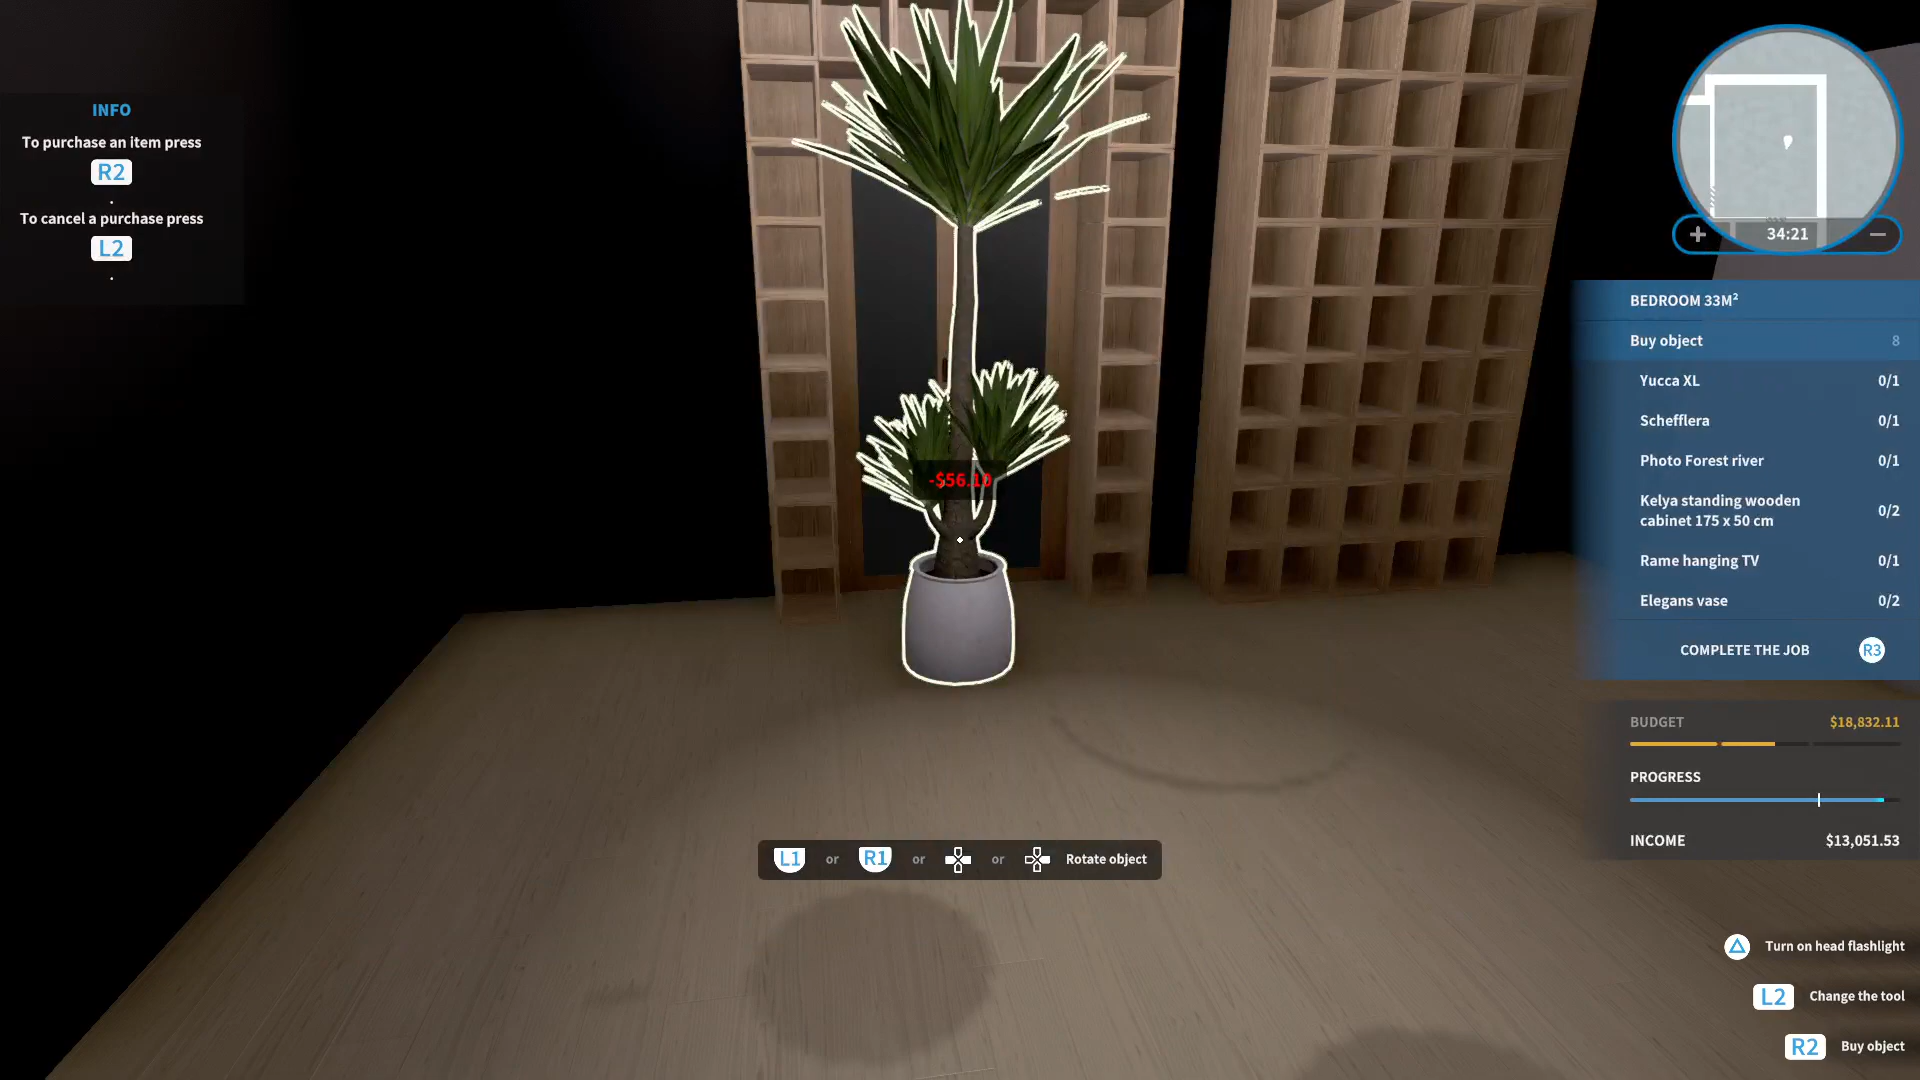 INFO
To purchase an item press
R2
.
To cancel a purchase press
L2
.
34:21
BEDROOM 33M²
Buy object 8
Yucca XL 0/1
Schefflera 0/1
Photo Forest river 0/1
Kelya standing wooden
cabinet 175 x 50 cm 0/2
Rame hanging TV 0/1
Elegans vase 0/2
COMPLETE THE JOB R3
BUDGET $18,832.11
PROGRESS
INCOME $13,051.53
-$56.10
L1 or R1 or or Rotate object
Turn on head flashlight
L2 Change the tool
R2 Buy object